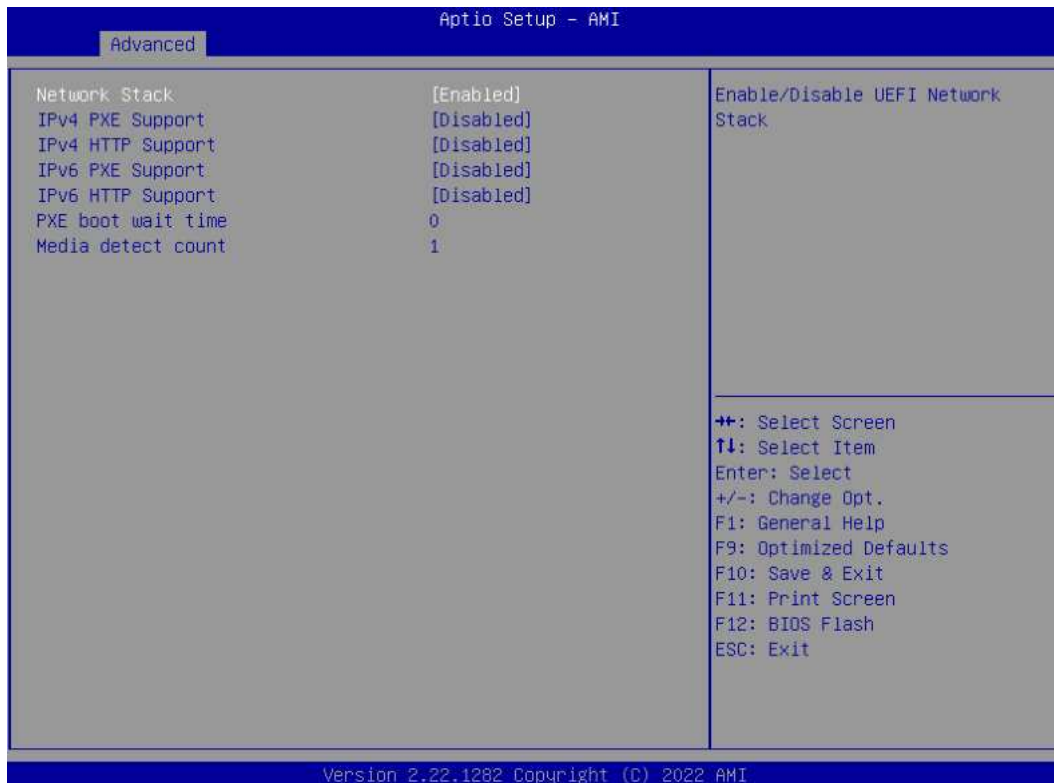 Aptio Setup – AMI
Advanced
Network Stack [Enabled]
IPv4 PXE Support [Disabled]
IPv4 HTTP Support [Disabled]
IPv6 PXE Support [Disabled]
IPv6 HTTP Support [Disabled]
PXE boot wait time 0
Media detect count 1
Enable/Disable UEFI Network
Stack
→←: Select Screen
↑↓: Select Item
Enter: Select
+/-: Change Opt.
F1: General Help
F9: Optimized Defaults
F10: Save & Exit
F11: Print Screen
F12: BIOS Flash
ESC: Exit
Version 2.22.1282 Copyright (C) 2022 AMI